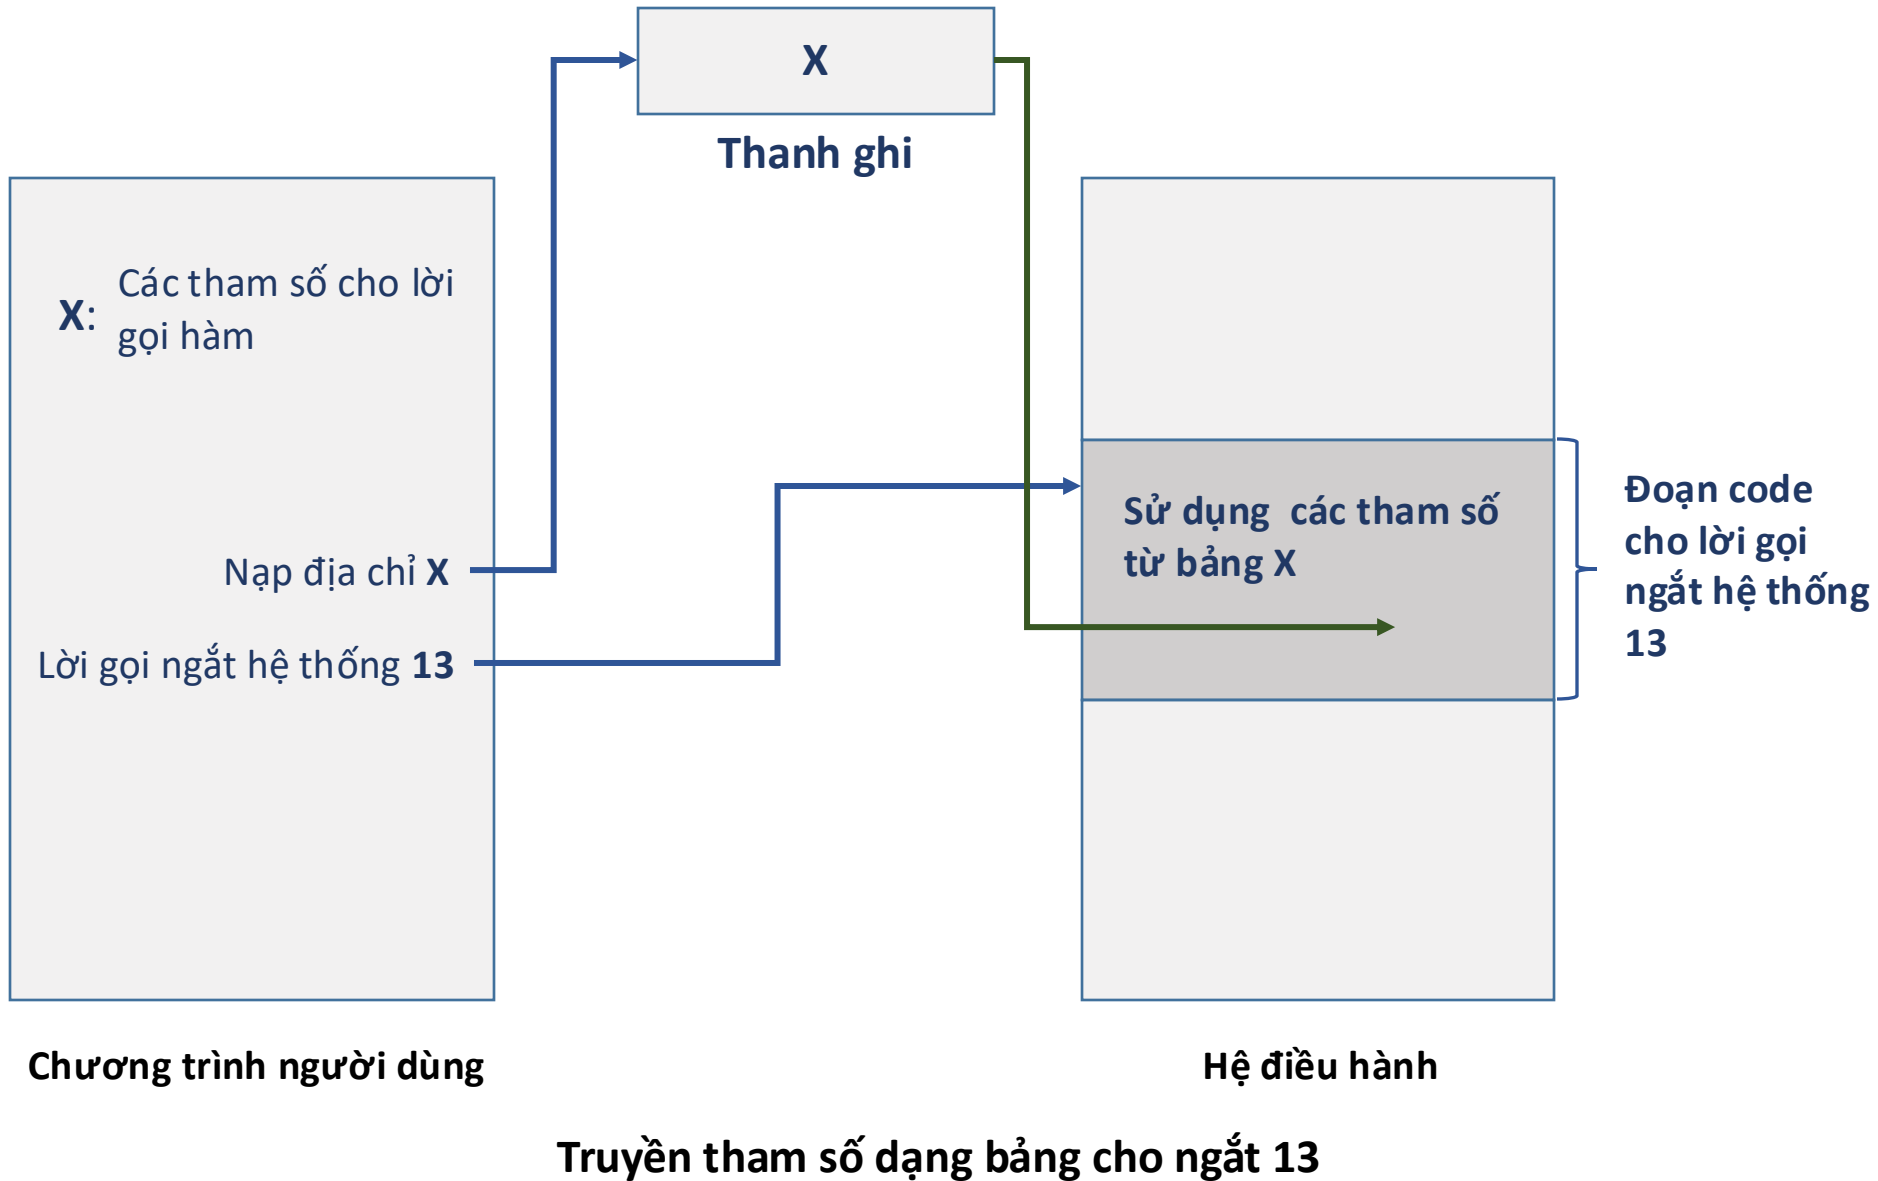 X
Thanh ghi
Các tham số cho lời
X:
gọi hàm
Nạp địa chỉ X
Lời gọi ngắt hệ thống 13
Sử dụng các tham số
từ bảng X
Đoạn code
cho lời gọi
ngắt hệ thống
13
Chương trình người dùng
Hệ điều hành
Truyền tham số dạng bảng cho ngắt 13